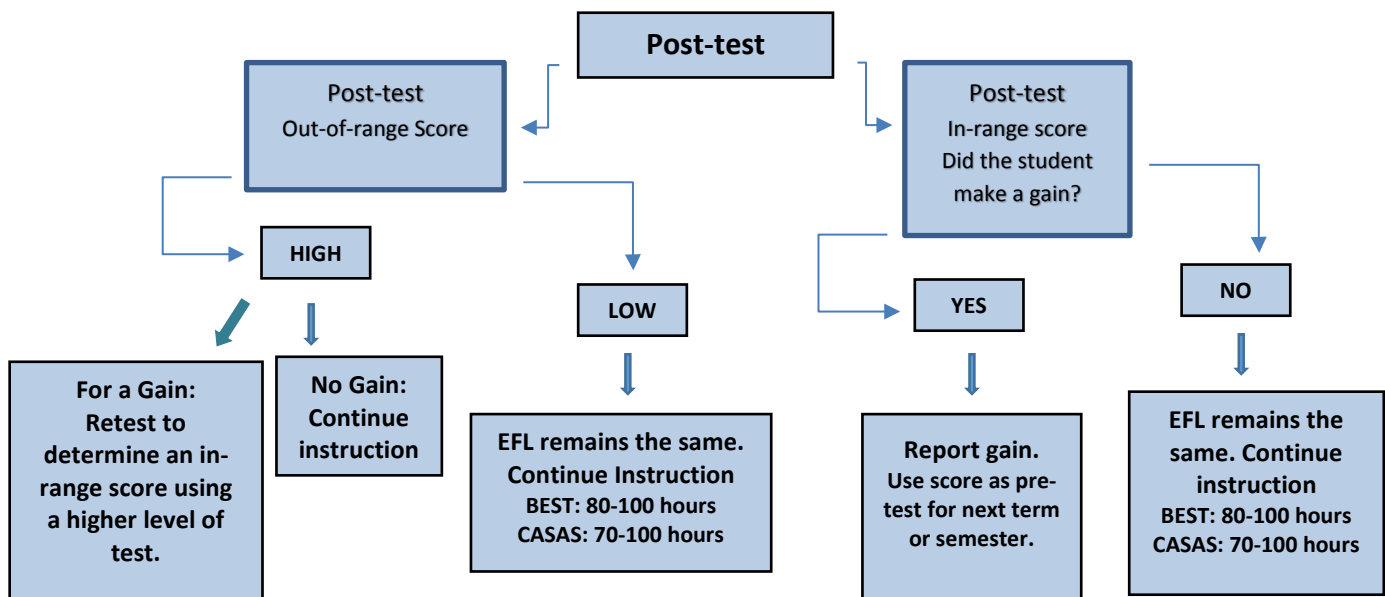 Post-test
Post-test
Out-of-range Score
Post-test
In-range score
Did the student
make a gain?
HIGH
LOW
YES
NO
For a Gain:
Retest to
determine an in-
range score using
a higher level of
test.
No Gain:
Continue
instruction
EFL remains the same.
Continue Instruction
BEST: 80-100 hours
CASAS: 70-100 hours
Report gain.
Use score as pre-
test for next term
or semester.
EFL remains the
same. Continue
instruction
BEST: 80-100 hours
CASAS: 70-100 hours